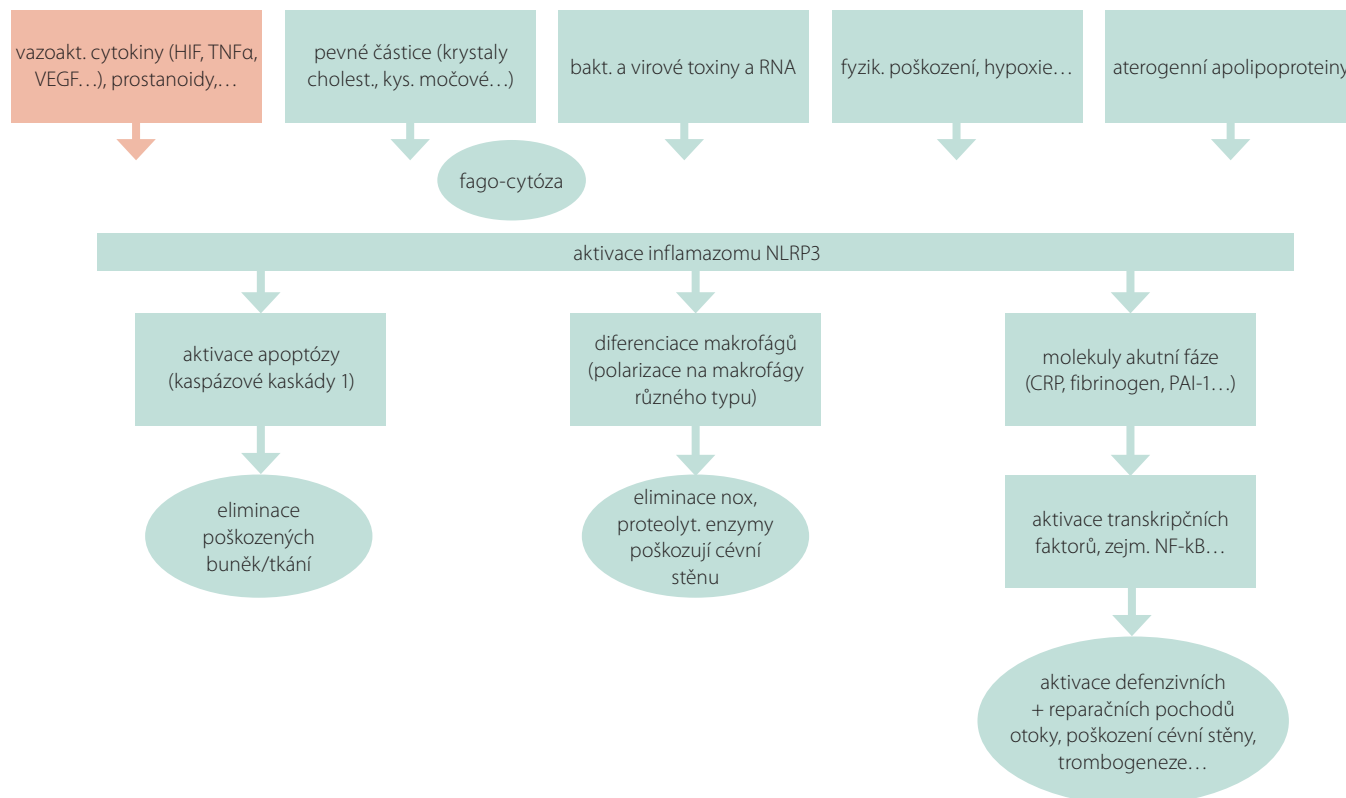 vazoakt. cytokiny (HIF, TNFα,
VEGF…), prostanoidy,…
pevné částice (krystaly
cholest., kys. močové…)
bakt. a virové toxiny a RNA
fyzik. poškození, hypoxie…
aterogenní apolipoproteiny
fago-cytóza
aktivace inflamazomu NLRP3
aktivace apoptózy
(kaspázové kaskády 1)
diferenciace makrofágů
(polarizace na makrofágy
různého typu)
molekuly akutní fáze
(CRP, fibrinogen, PAI-1…)
eliminace
poškozených
buněk/tkání
eliminace nox,
proteolyt. enzymy
poškozují cévní
stěnu
aktivace transkripčních
faktorů, zejm. NF-kB…
aktivace defenzivních
+ reparačních pochodů
otoky, poškození cévní stěny,
trombogeneze…